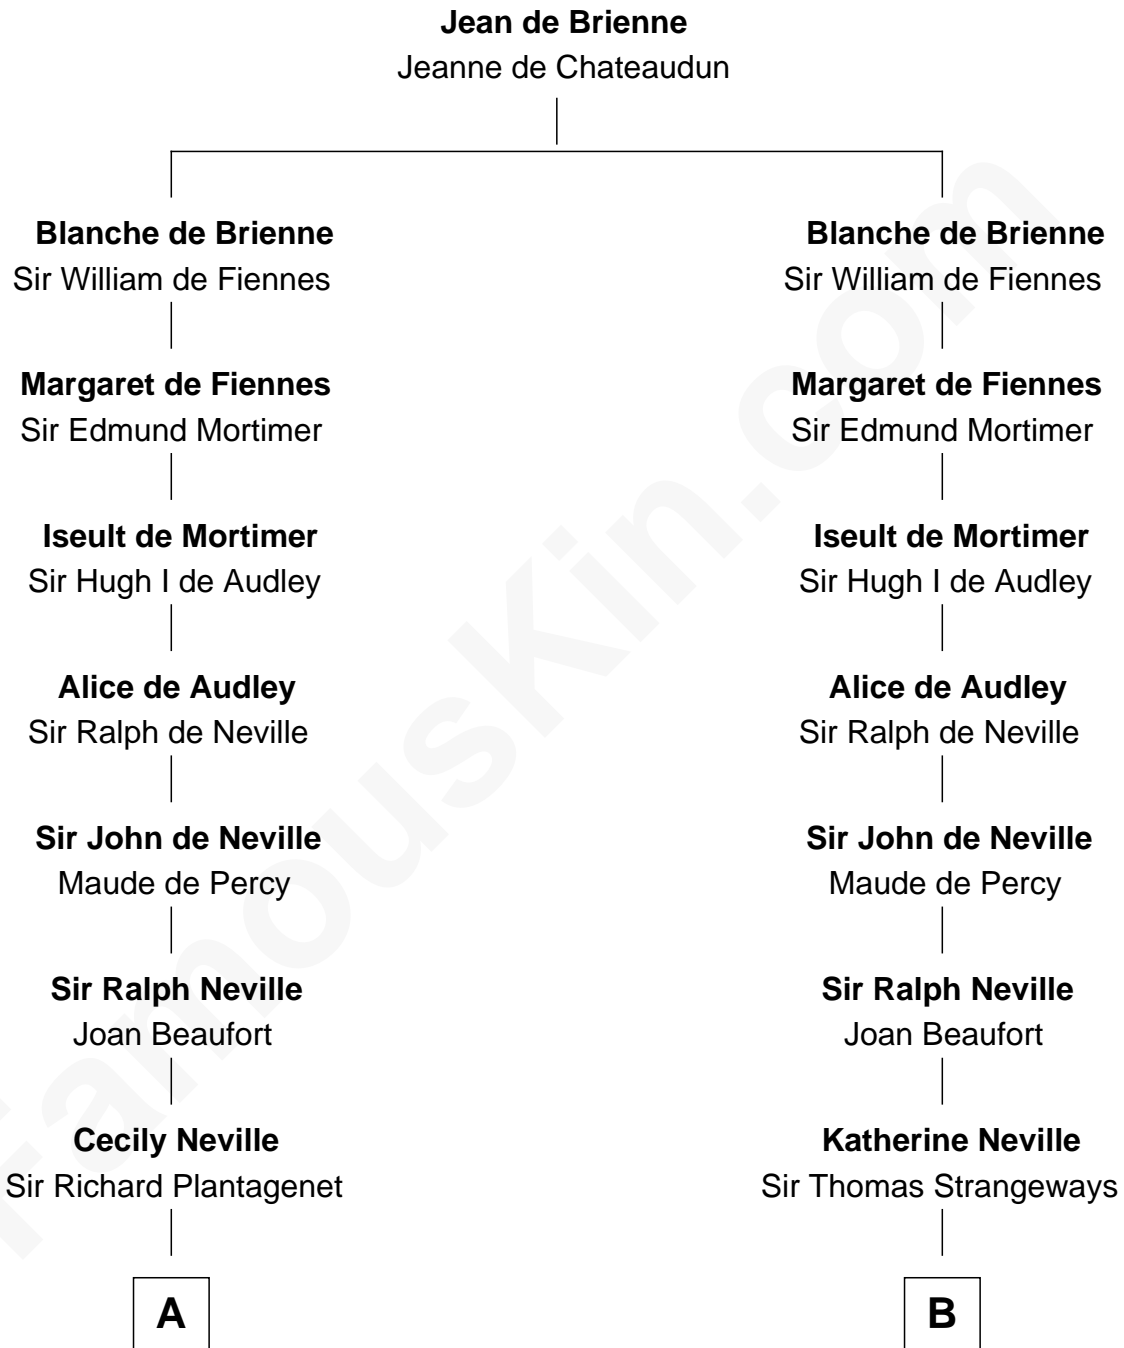 Jean de Brienne
Jeanne de Chateaudun
Blanche de Brienne
Sir William de Fiennes
Margaret de Fiennes
Sir Edmund Mortimer
Iseult de Mortimer
Sir Hugh I de Audley
Alice de Audley
Sir Ralph de Neville
Sir John de Neville
Maude de Percy
Sir Ralph Neville
Joan Beaufort
Cecily Neville
Sir Richard Plantagenet
A
Blanche de Brienne
Sir William de Fiennes
Margaret de Fiennes
Sir Edmund Mortimer
Iseult de Mortimer
Sir Hugh I de Audley
Alice de Audley
Sir Ralph de Neville
Sir John de Neville
Maude de Percy
Sir Ralph Neville
Joan Beaufort
Katherine Neville
Sir Thomas Strangeways
B
FamousKin.com